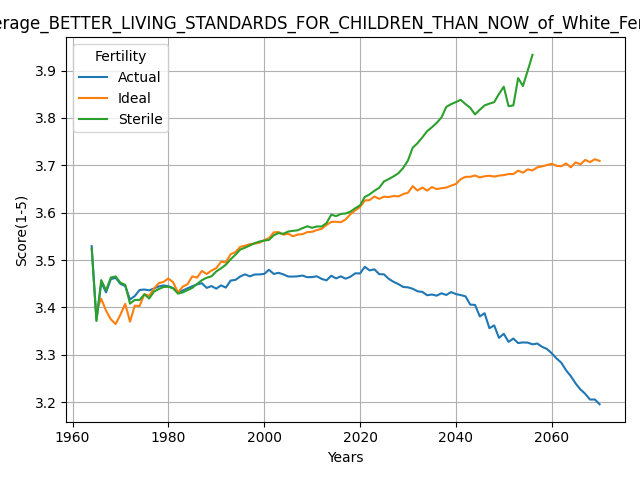 erage_BETTER_LIVING_STANDARDS_FOR_CHILDREN_THAN_NOW_of_White_Fe
Fertility
Actual
Ideal
Sterile
Score(1-5)
3.9
3.8
3.7
3.6
3.5
3.4
3.3
3.2
1960 1980 2000 2020 2040 2060
Years